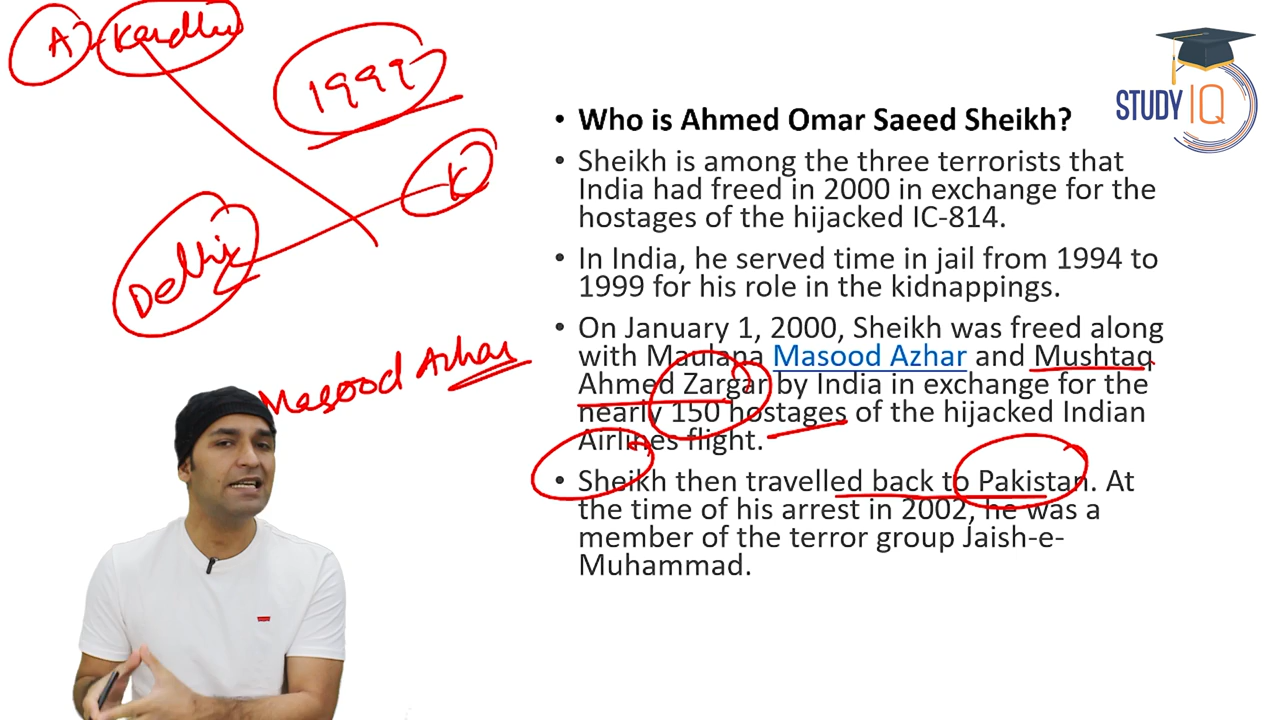 A - Kandhr
1999
K
Delhi
Masood Azhar
STUDY IQ
• Who is Ahmed Omar Saeed Sheikh?
• Sheikh is among the three terrorists that
India had freed in 2000 in exchange for the
hostages of the hijacked IC-814.
• In India, he served time in jail from 1994 to
1999 for his role in the kidnappings.
• On January 1, 2000, Sheikh was freed along
with Maulana Masood Azhar and Mushtaq
Ahmed Zargar by India in exchange for the
nearly 150 hostages of the hijacked Indian
Airlines flight.
• Sheikh then travelled back to Pakistan. At
the time of his arrest in 2002, he was a
member of the terror group Jaish-e-
Muhammad.